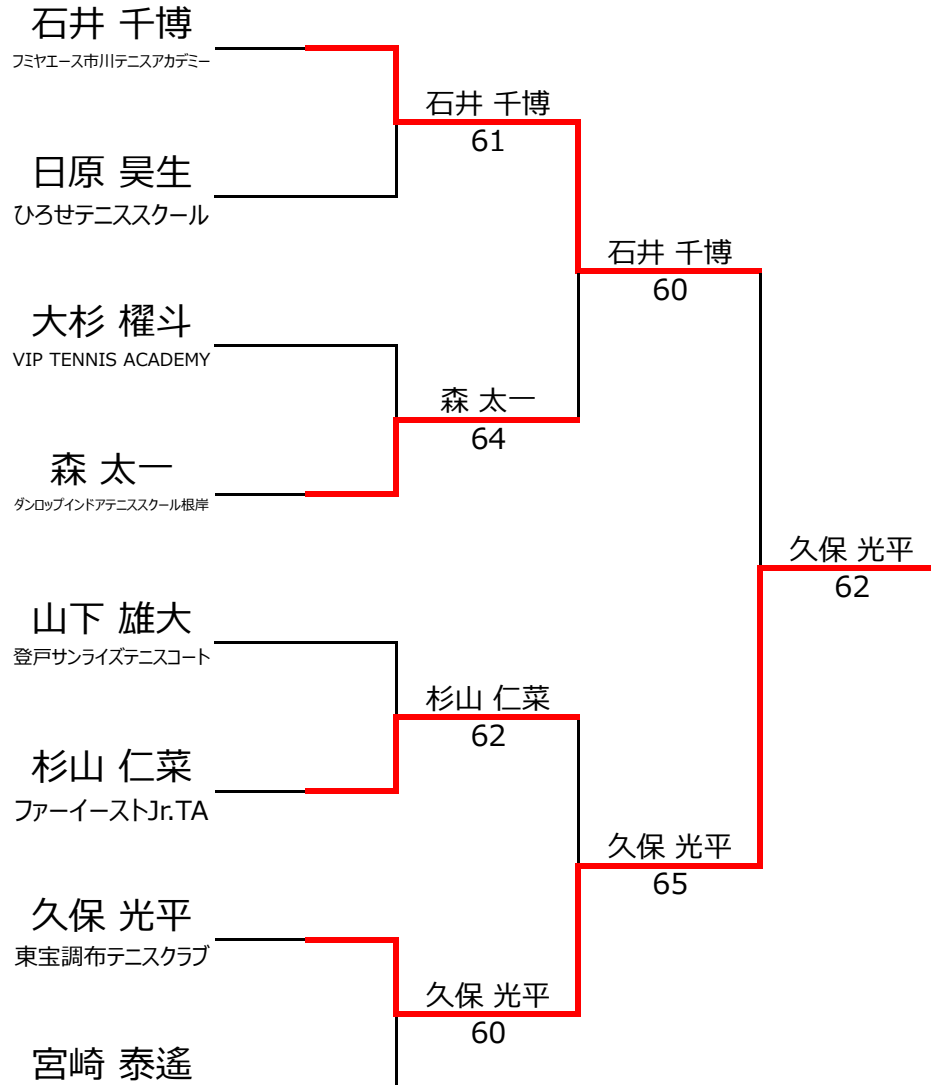 石井 千博
フミヤエース市川テニスアカデミー
石井 千博
61
日原 昊生
ひろせテニススクール
石井 千博
60
大杉 櫂斗
VIP TENNIS ACADEMY
森 太一
64
森 太一
ダンロップインドアテニススクール根岸
久保 光平
62
山下 雄大
登戸サンライズテニスコート
杉山 仁菜
62
杉山 仁菜
ファーイーストJr.TA
久保 光平
65
久保 光平
東宝調布テニスクラブ
久保 光平
60
宮崎 泰遙